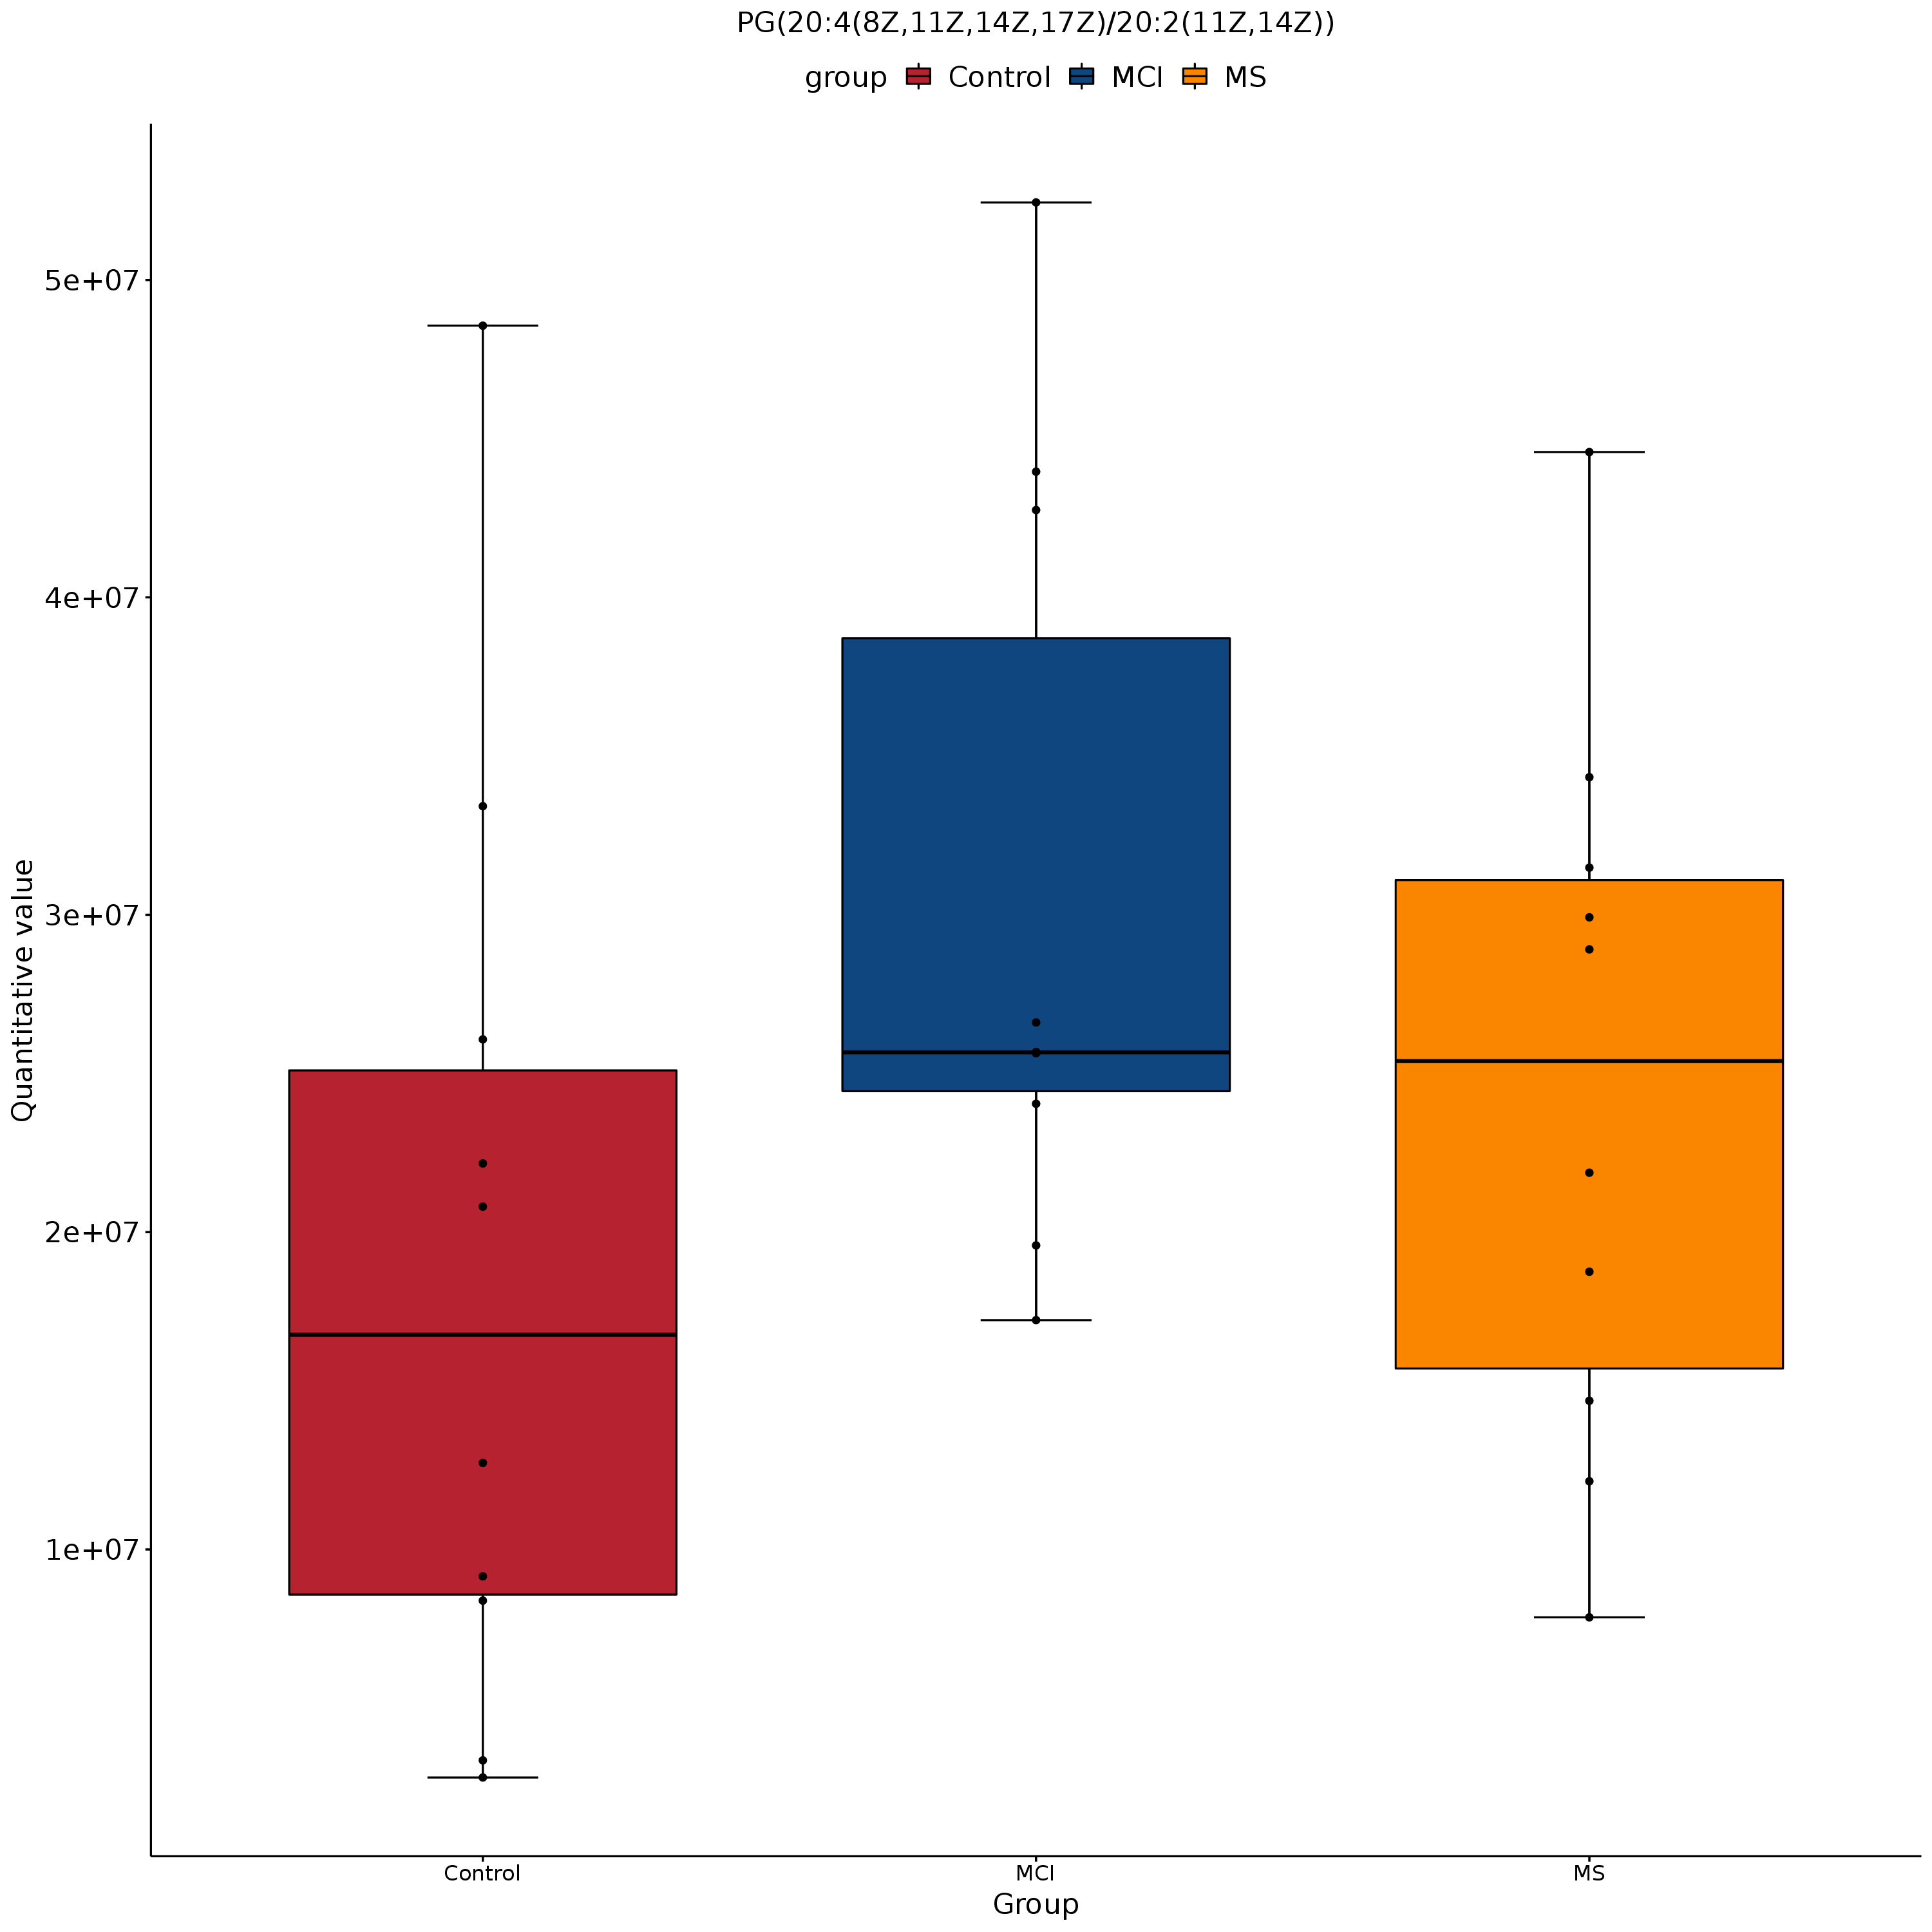 PG(20:4(8Z,11Z,14Z,17Z)/20:2(11Z,14Z))
group Control MCI MS
Quantitative value
5e+07
4e+07
3e+07
2e+07
1e+07
Control MCI MS
Group